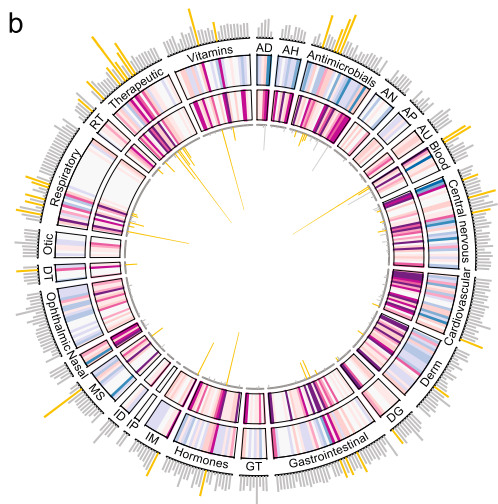 b
AD
AH
Antimicrobials
AN
AP
AU
Blood
Central nervous
Cardiovascular
Derm
DG
Gastrointestinal
GT
Hormones
IM
IP
ID
MS
Nasal
Ophthalmic
DT
Otic
Respiratory
RT
Therapeutic
Vitamins